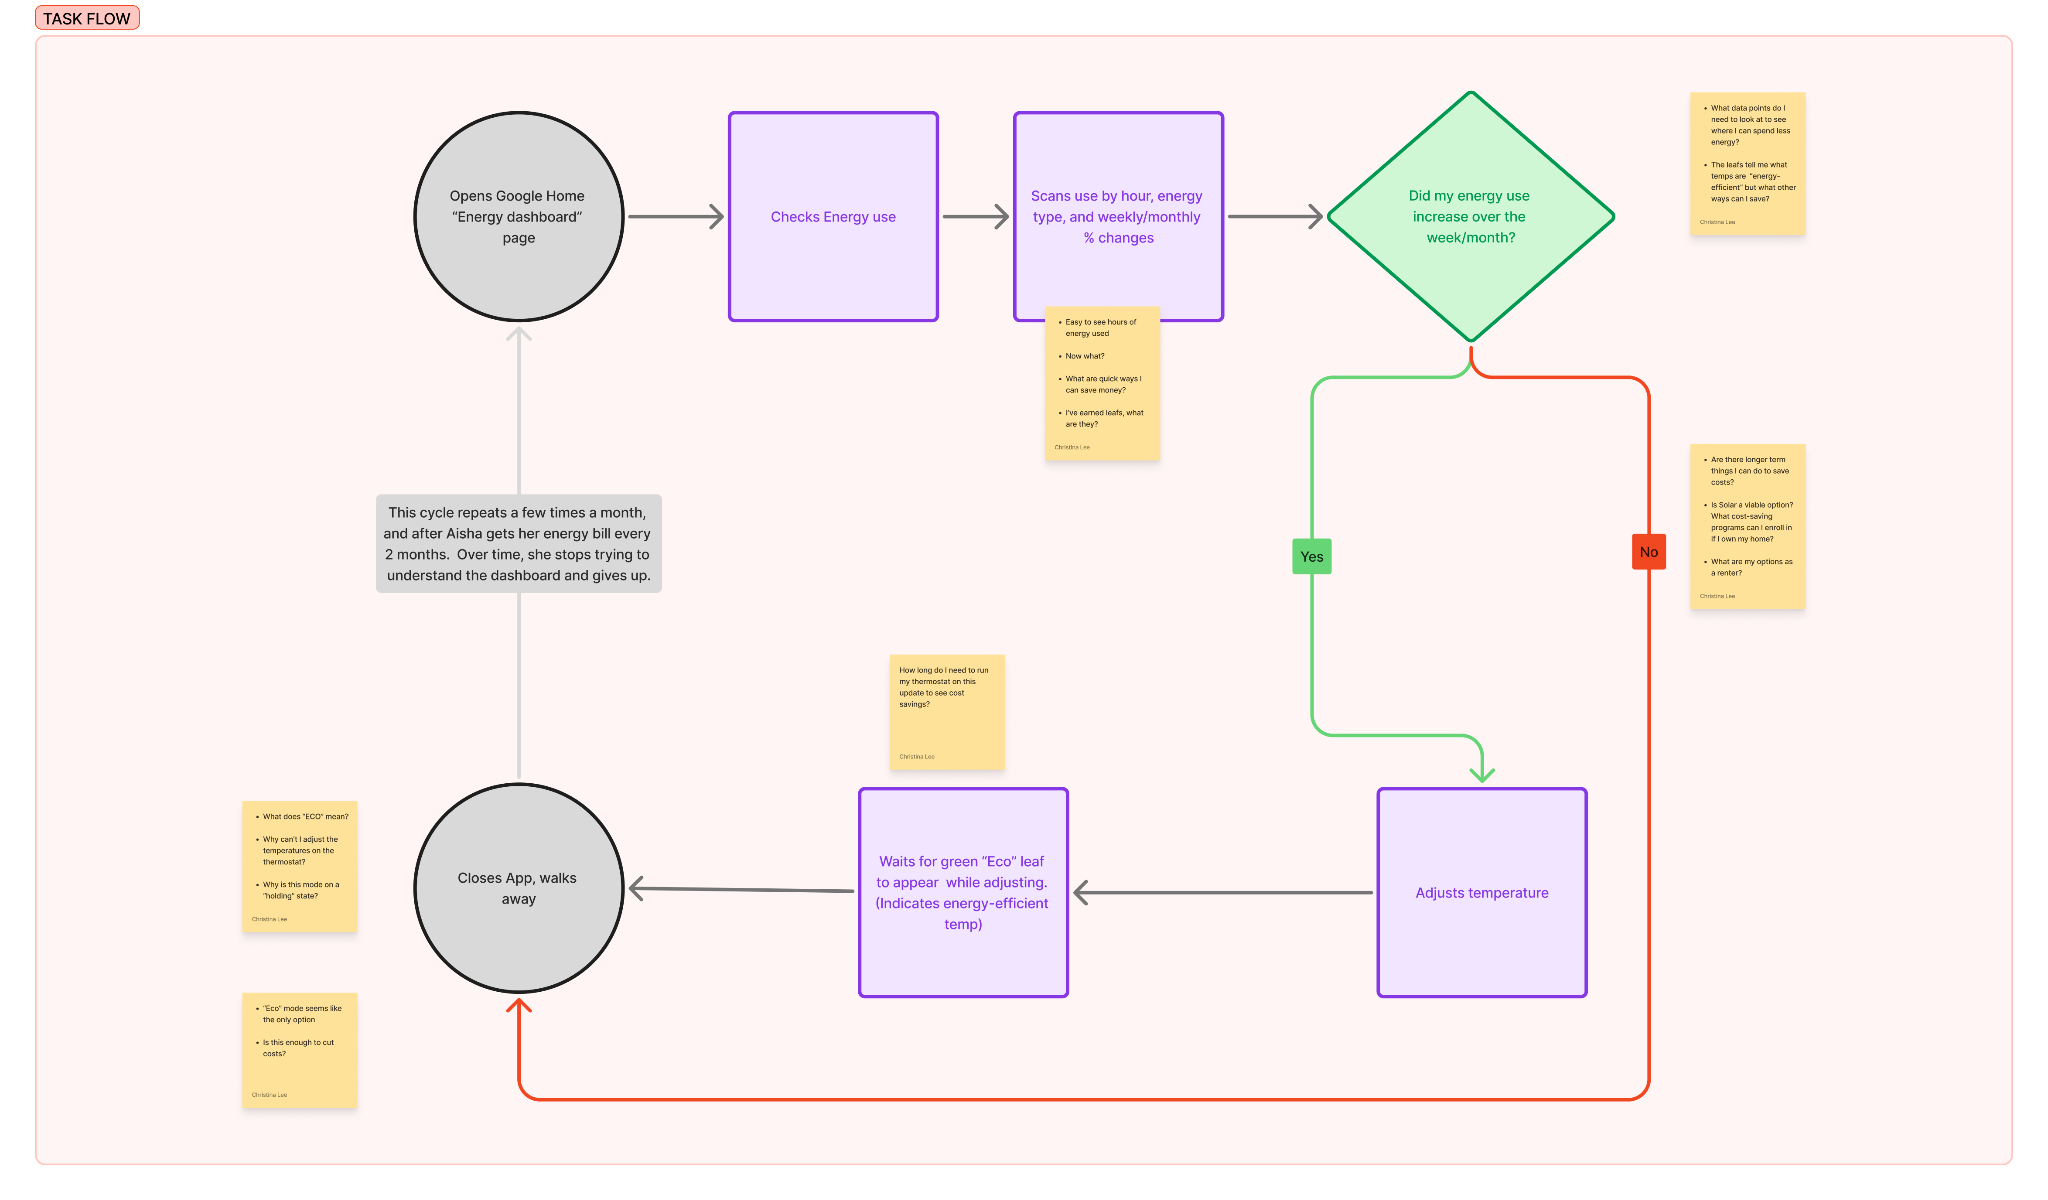 TASK FLOW
Opens Google Home
“Energy dashboard”
page
Checks Energy use
Scans use by hour, energy
type, and weekly/monthly
% changes
Did my energy use
increase over the
week/month?
• What data points do I
need to look at to see
where I can spend less
energy?
• The leafs tell me what
temps are “energy-
efficient” but what other
ways can I save?
Christina Lee
• Easy to see hours of
energy used
• Now what?
• What are quick ways I
can save money?
• I’ve earned leafs, what
are they?
Christina Lee
This cycle repeats a few times a month,
and after Aisha gets her energy bill every
2 months. Over time, she stops trying to
understand the dashboard and gives up.
Yes
No
• Are there longer term
things I can do to save
costs?
• Is Solar a viable option?
What cost-saving
programs can I enroll in
if I own my home?
• What are my options as
a renter?
Christina Lee
How long do I need to run
my thermostat on this
update to see cost
savings?
Christina Lee
• What does “ECO” mean?
• Why can’t I adjust the
temperatures on the
thermostat?
• Why is this mode on a
“holding” state?
Christina Lee
Closes App, walks
away
Waits for green “Eco” leaf
to appear while adjusting.
(Indicates energy-efficient
temp)
Adjusts temperature
• “Eco” mode seems like
the only option
• Is this enough to cut
costs?
Christina Lee